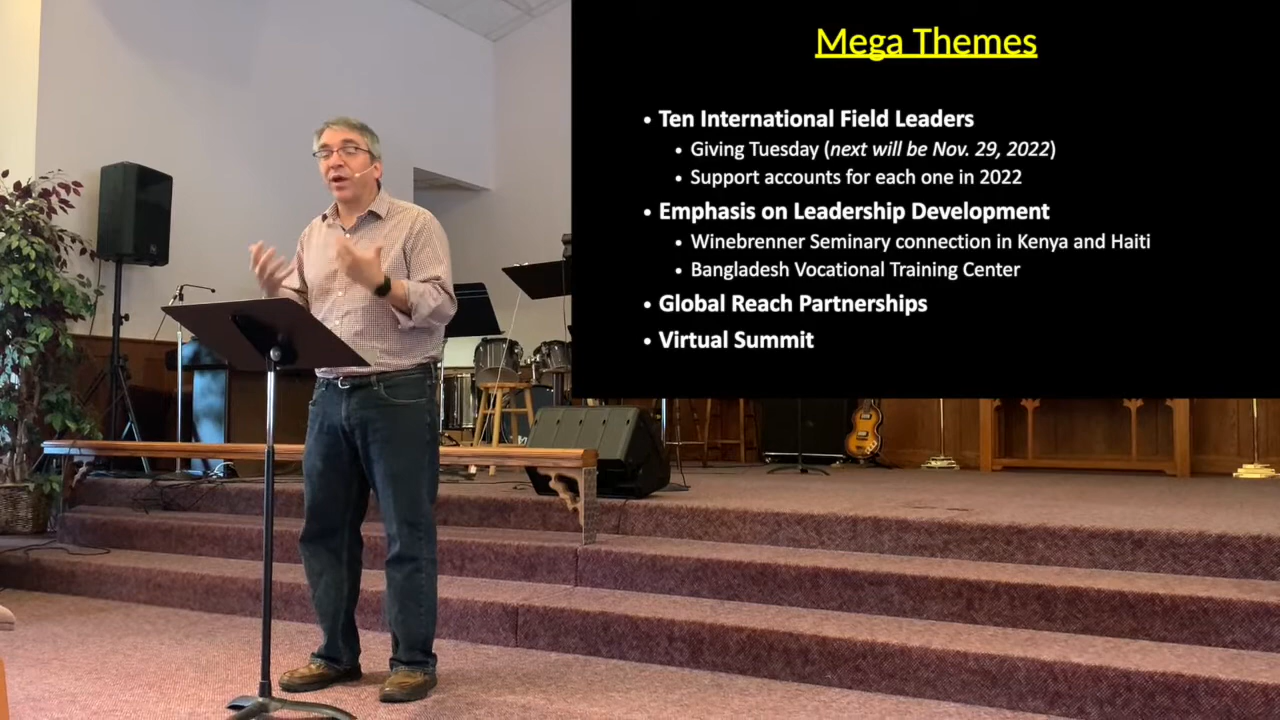 Mega Themes
• Ten International Field Leaders
• Giving Tuesday (next will be Nov. 29, 2022)
• Support accounts for each one in 2022
• Emphasis on Leadership Development
• Winebrenner Seminary connection in Kenya and Haiti
• Bangladesh Vocational Training Center
• Global Reach Partnerships
• Virtual Summit